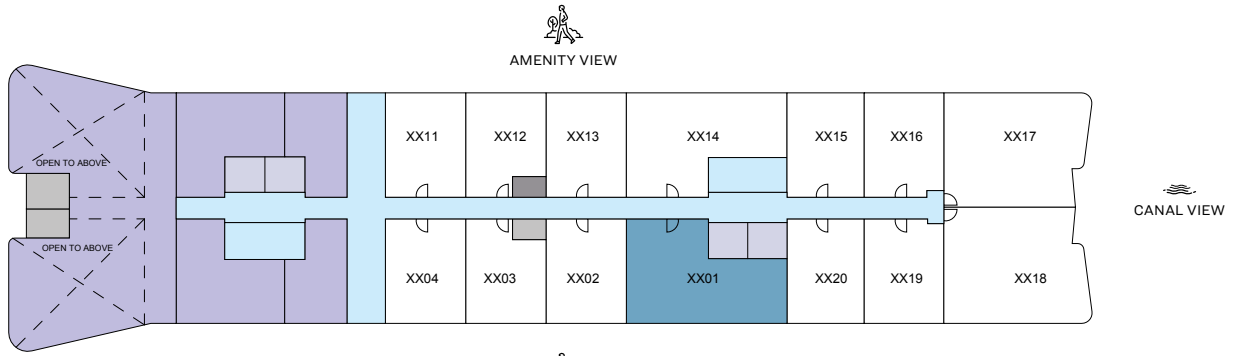 AMENITY VIEW
XX11
XX12
XX13
XX14
XX15
XX16
XX17
OPEN TO ABOVE
CANAL VIEW
OPEN TO ABOVE
XX04
XX03
XX02
XX01
XX20
XX19
XX18